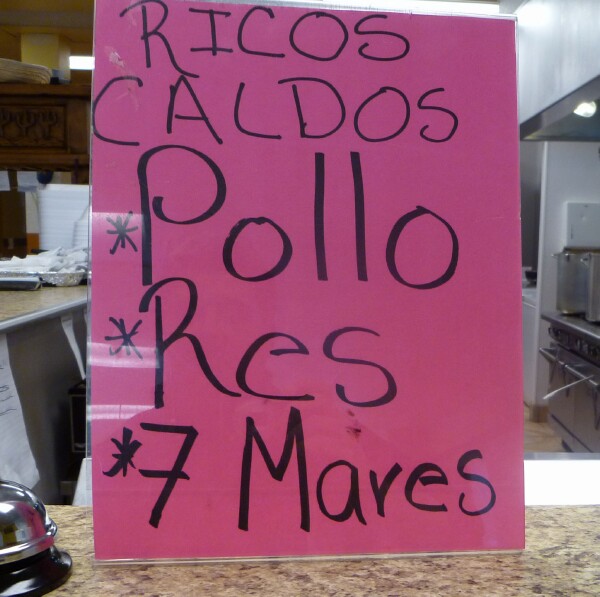 RICOS
CALDOS
*Pollo
*Res
*7 Mares